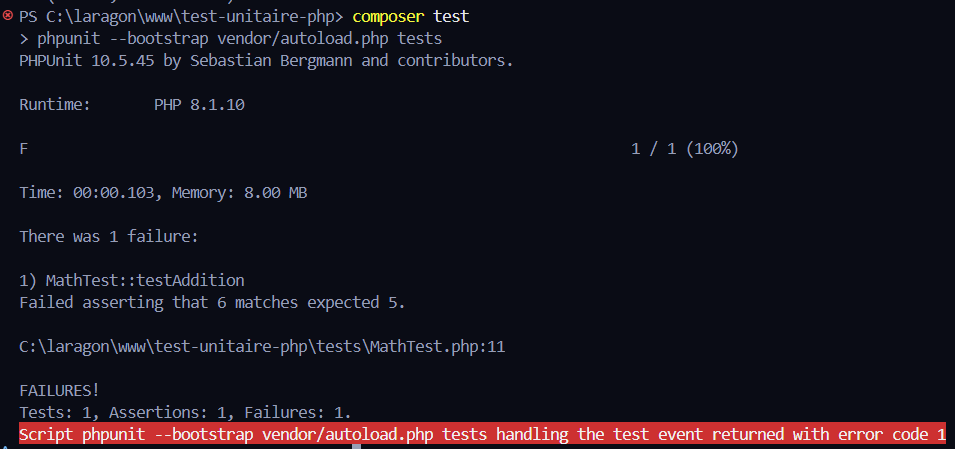 PS C:\laragon\www\test-unitaire-php> composer test
> phpunit --bootstrap vendor/autoload.php tests
PHPUnit 10.5.45 by Sebastian Bergmann and contributors.
Runtime:       PHP 8.1.10
F                                                                   1 / 1 (100%)
Time: 00:00.103, Memory: 8.00 MB
There was 1 failure:
1) MathTest::testAddition
Failed asserting that 6 matches expected 5.
C:\laragon\www\test-unitaire-php\tests\MathTest.php:11
FAILURES!
Tests: 1, Assertions: 1, Failures: 1.
Script phpunit --bootstrap vendor/autoload.php tests handling the test event returned with error code 1